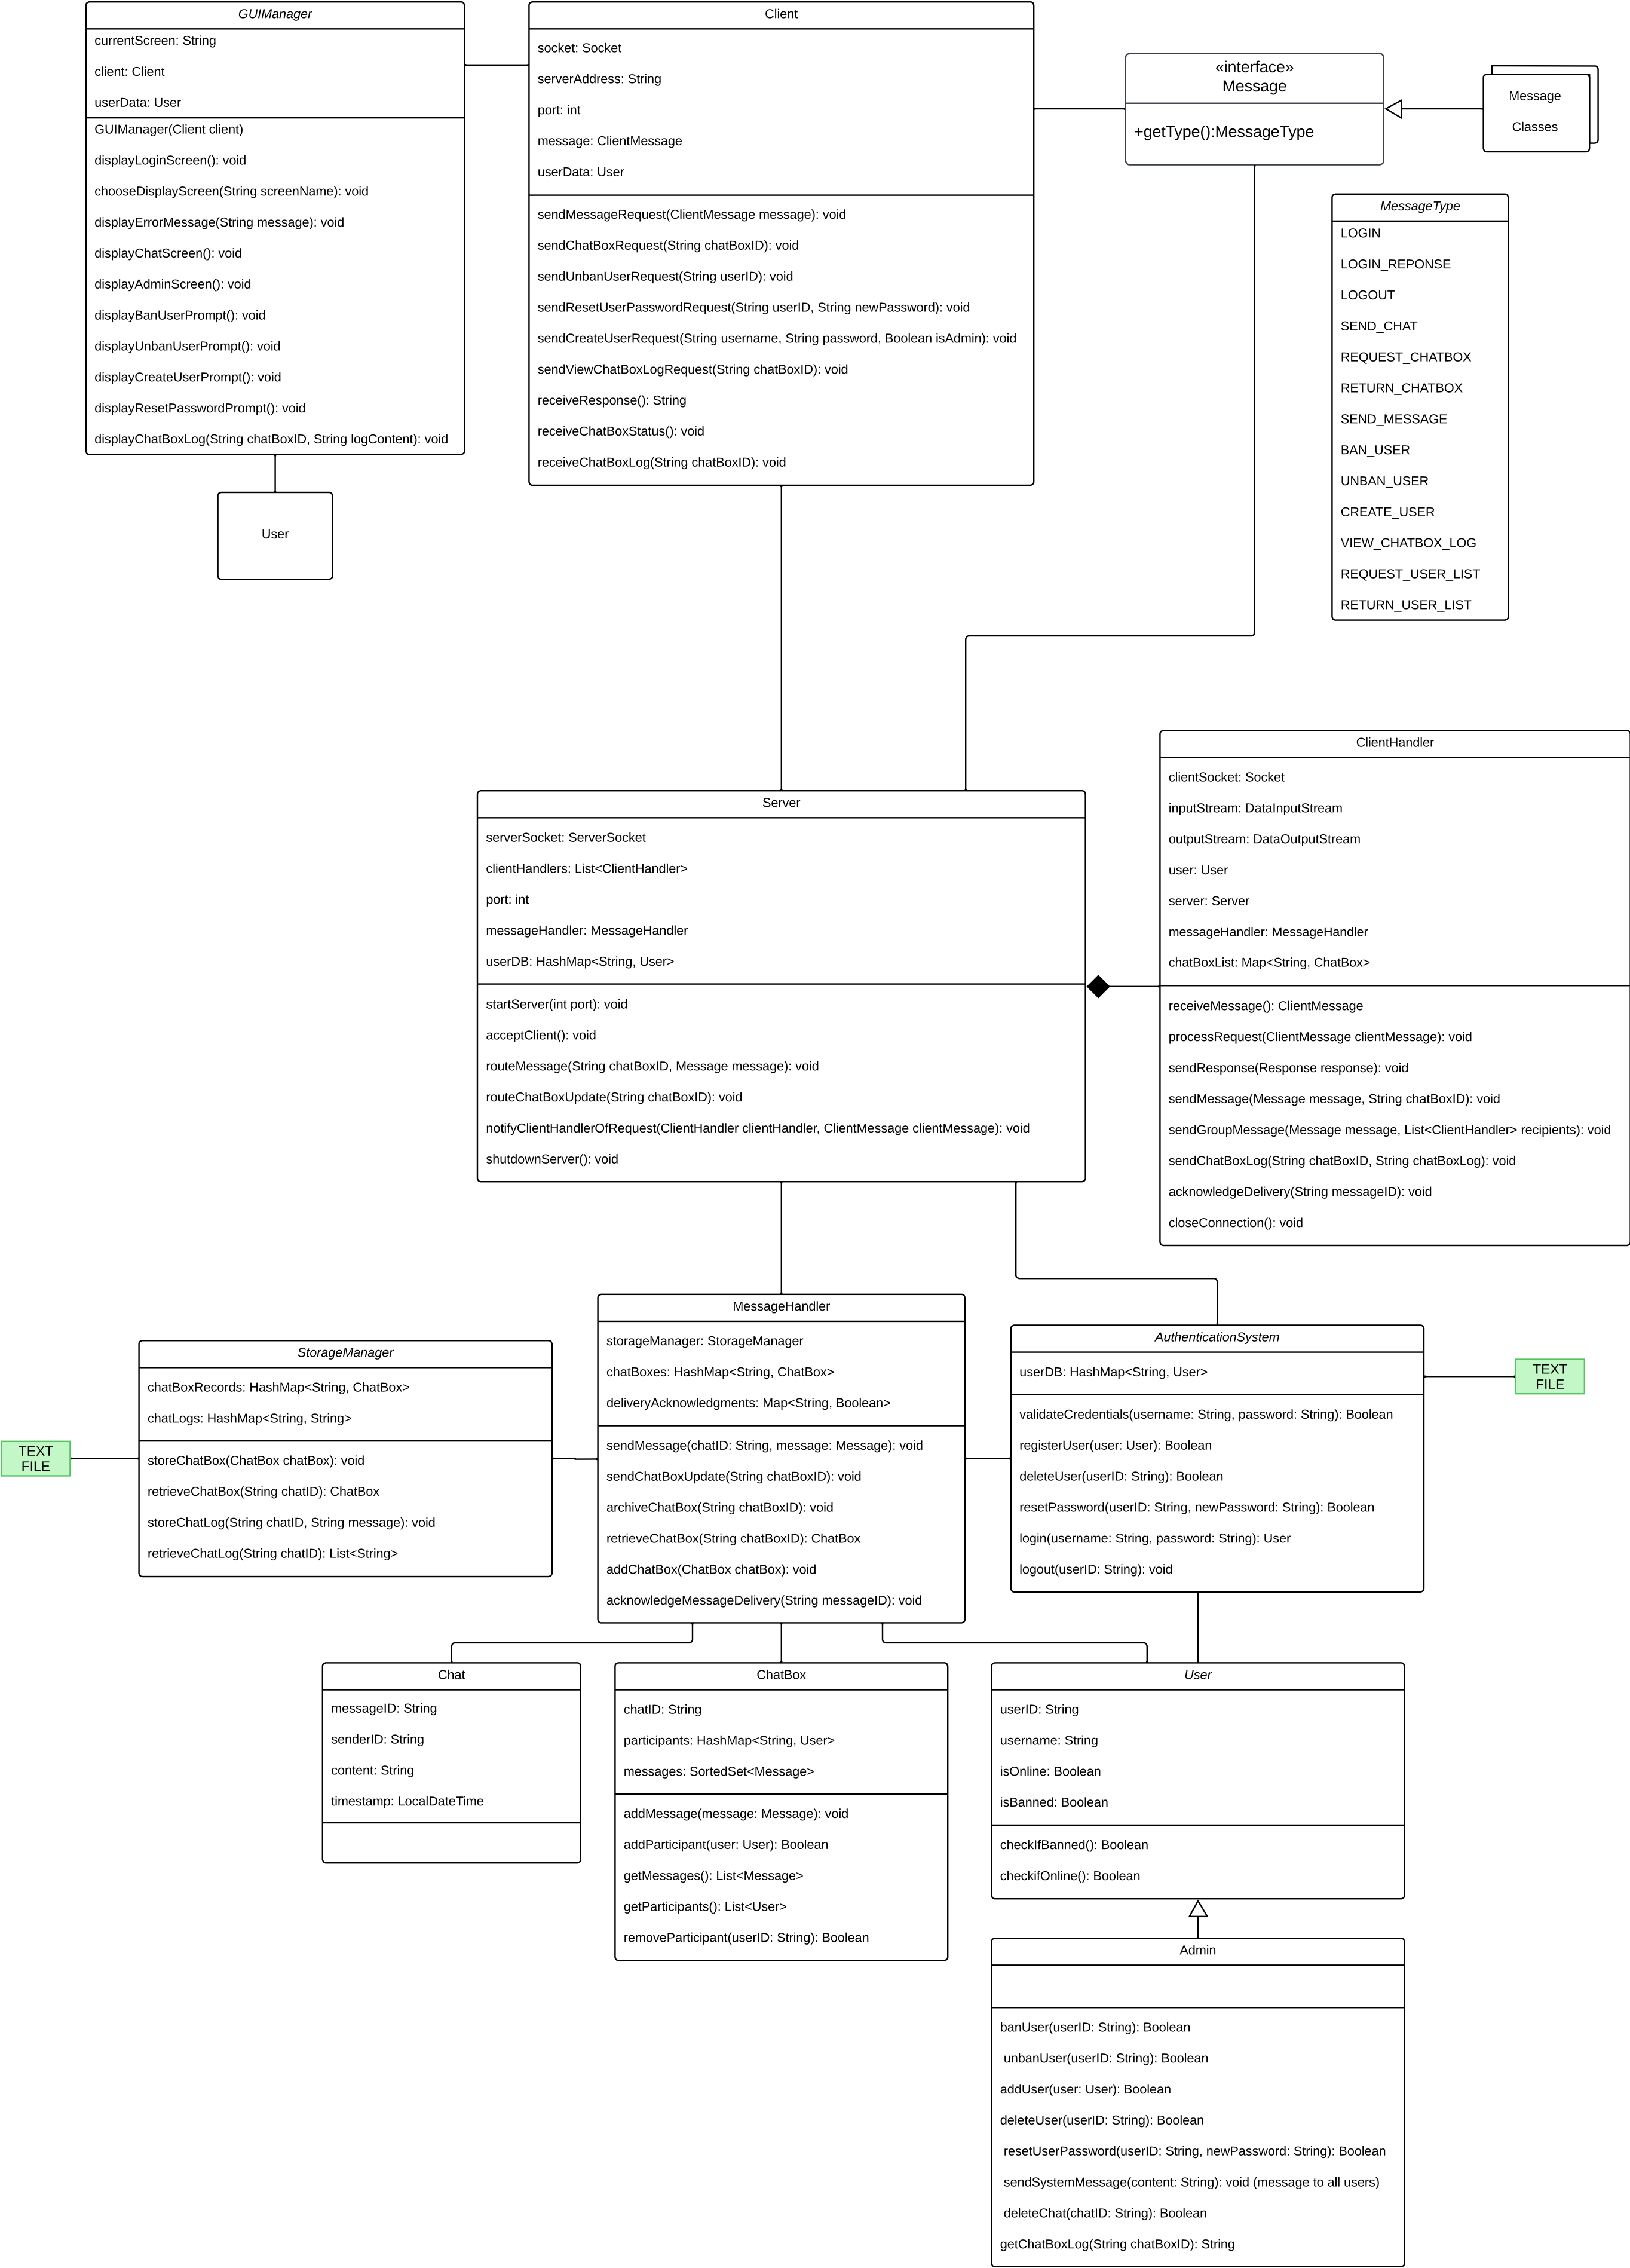 GUIManager
currentScreen: String
client: Client
userData: User
GUIManager(Client client)
displayLoginScreen(): void
chooseDisplayScreen(String screenName): void
displayErrorMessage(String message): void
displayChatScreen(): void
displayAdminScreen(): void
displayBanUserPrompt(): void
displayUnbanUserPrompt(): void
displayCreateUserPrompt(): void
displayResetPasswordPrompt(): void
displayChatBoxLog(String chatBoxID, String logContent): void
User
Client
socket: Socket
serverAddress: String
port: int
message: ClientMessage
userData: User
sendMessageRequest(ClientMessage message): void
sendChatBoxRequest(String chatBoxID): void
sendUnbanUserRequest(String userID): void
sendResetUserPasswordRequest(String userID, String newPassword): void
sendCreateUserRequest(String username, String password, Boolean isAdmin): void
sendViewChatBoxLogRequest(String chatBoxID): void
receiveResponse(): String
receiveChatBoxStatus(): void
receiveChatBoxLog(String chatBoxID): void
«interface»
Message
+getType():MessageType
Message
Classes
MessageType
LOGIN
LOGIN_REPONSE
LOGOUT
SEND_CHAT
REQUEST_CHATBOX
RETURN_CHATBOX
SEND_MESSAGE
BAN_USER
UNBAN_USER
CREATE_USER
VIEW_CHATBOX_LOG
REQUEST_USER_LIST
RETURN_USER_LIST
Server
serverSocket: ServerSocket
clientHandlers: List<ClientHandler>
port: int
messageHandler: MessageHandler
userDB: HashMap<String, User>
startServer(int port): void
acceptClient(): void
routeMessage(String chatBoxID, Message message): void
routeChatBoxUpdate(String chatBoxID): void
notifyClientHandlerOfRequest(ClientHandler clientHandler, ClientMessage clientMessage): void
shutdownServer(): void
ClientHandler
clientSocket: Socket
inputStream: DataInputStream
outputStream: DataOutputStream
user: User
server: Server
messageHandler: MessageHandler
chatBoxList: Map<String, ChatBox>
receiveMessage(): ClientMessage
processRequest(ClientMessage clientMessage): void
sendResponse(Response response): void
sendMessage(Message message, String chatBoxID): void
sendGroupMessage(Message message, List<ClientHandler> recipients): void
sendChatBoxLog(String chatBoxID, String chatBoxLog): void
acknowledgeDelivery(String messageID): void
closeConnection(): void
TEXT
FILE
StorageManager
chatBoxRecords: HashMap<String, ChatBox>
chatLogs: HashMap<String, String>
storeChatBox(ChatBox chatBox): void
retrieveChatBox(String chatID): ChatBox
storeChatLog(String chatID, String message): void
retrieveChatLog(String chatID): List<String>
MessageHandler
storageManager: StorageManager
chatBoxes: HashMap<String, ChatBox>
deliveryAcknowledgments: Map<String, Boolean>
sendMessage(chatID: String, message: Message): void
sendChatBoxUpdate(String chatBoxID): void
archiveChatBox(String chatBoxID): void
retrieveChatBox(String chatBoxID): ChatBox
addChatBox(ChatBox chatBox): void
acknowledgeMessageDelivery(String messageID): void
AuthenticationSystem
userDB: HashMap<String, User>
validateCredentials(username: String, password: String): Boolean
registerUser(user: User): Boolean
deleteUser(userID: String): Boolean
resetPassword(userID: String, newPassword: String): Boolean
login(username: String, password: String): User
logout(userID: String): void
TEXT
FILE
Chat
messageID: String
senderID: String
content: String
timestamp: LocalDateTime
ChatBox
chatID: String
participants: HashMap<String, User>
messages: SortedSet<Message>
addMessage(message: Message): void
addParticipant(user: User): Boolean
getMessages(): List<Message>
getParticipants(): List<User>
removeParticipant(userID: String): Boolean
User
userID: String
username: String
isOnline: Boolean
isBanned: Boolean
checkIfBanned(): Boolean
checkifOnline(): Boolean
Admin
banUser(userID: String): Boolean
unbanUser(userID: String): Boolean
addUser(user: User): Boolean
deleteUser(userID: String): Boolean
resetUserPassword(userID: String, newPassword: String): Boolean
sendSystemMessage(content: String): void (message to all users)
deleteChat(chatID: String): Boolean
getChatBoxLog(String chatBoxID): String